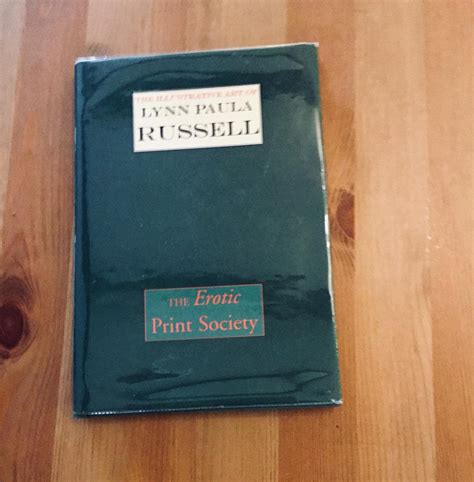 THE ILLUSTRATIVE ART OF
LYNN PAULA
RUSSELL
THE Erotic
Print Society